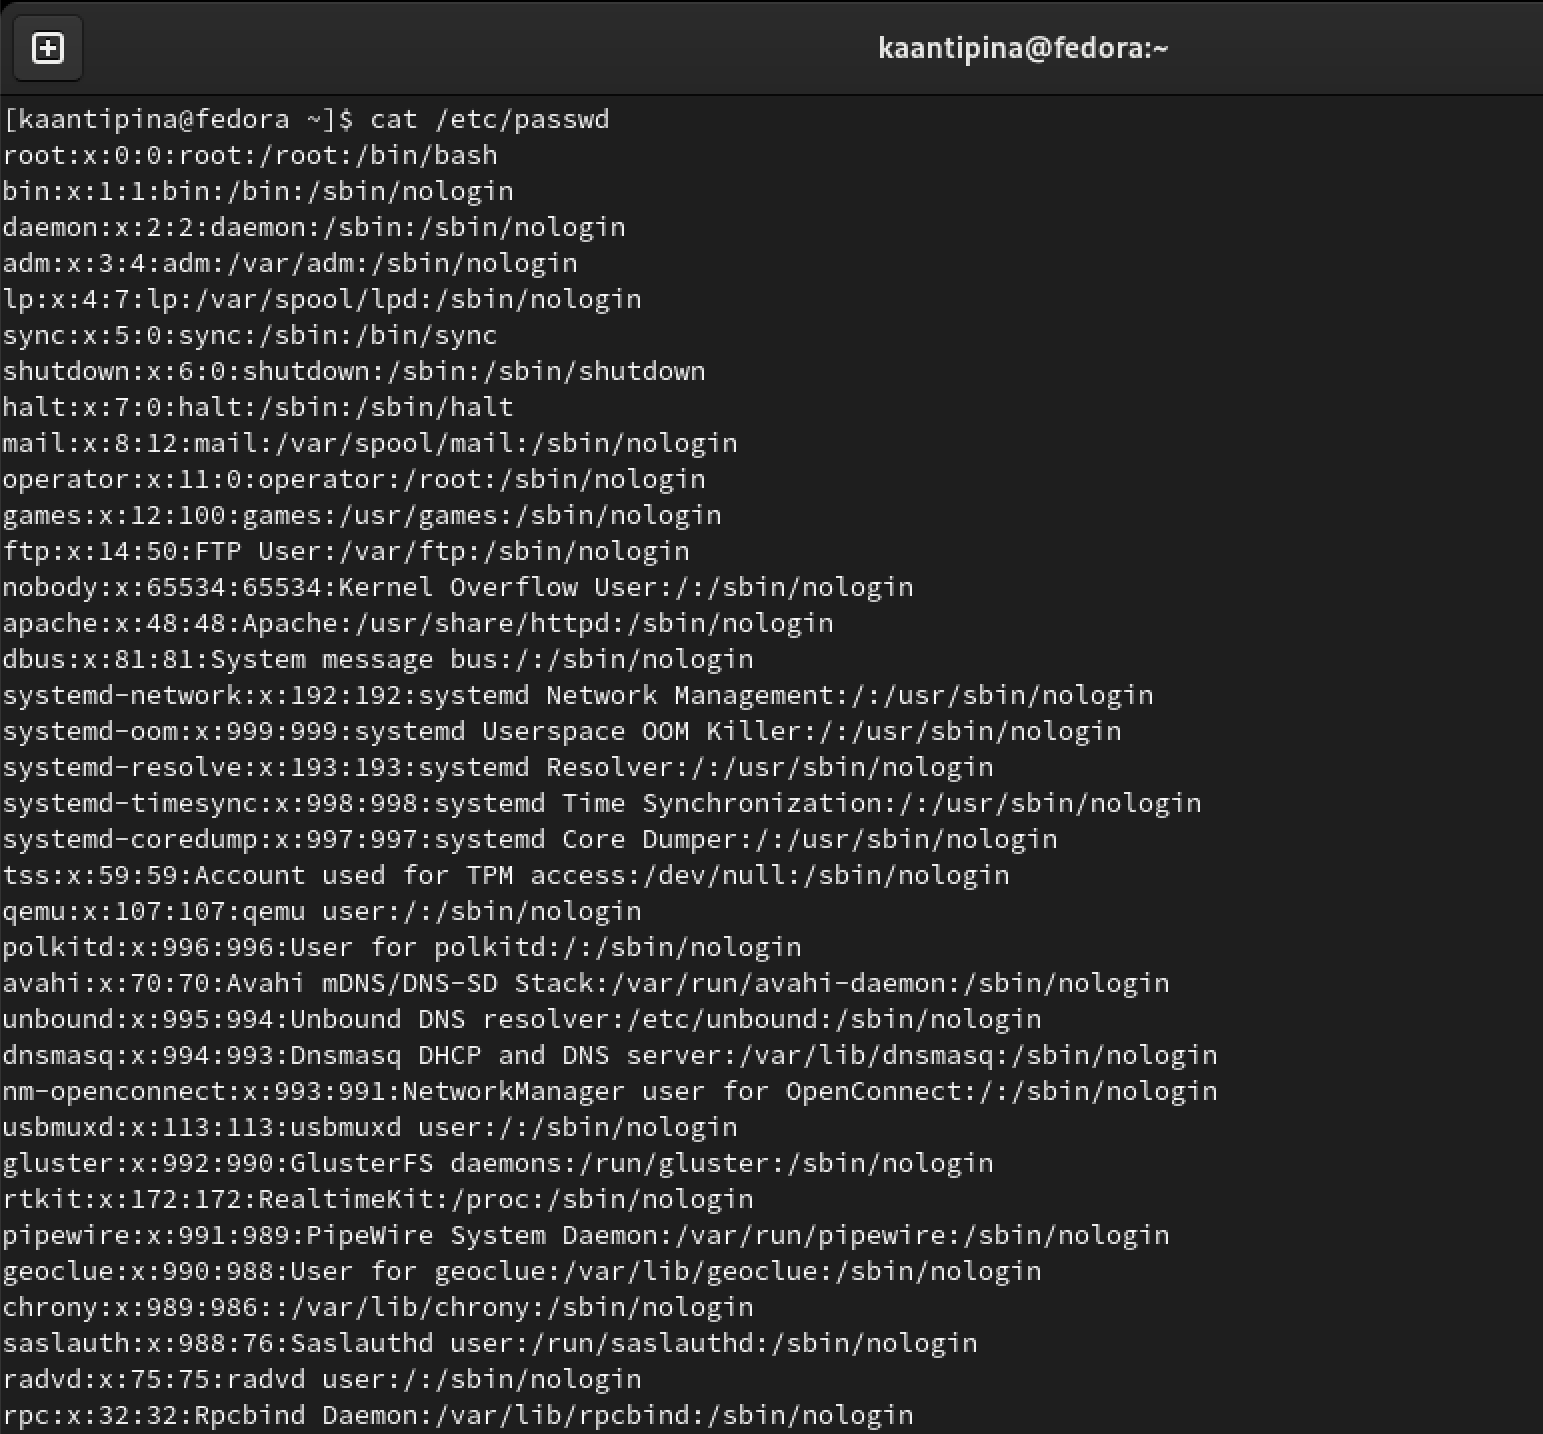 kaantipina@fedora:~
[kaantipina@fedora ~]$ cat /etc/passwd
root:x:0:0:root:/root:/bin/bash
bin:x:1:1:bin:/bin:/sbin/nologin
daemon:x:2:2:daemon:/sbin:/sbin/nologin
adm:x:3:4:adm:/var/adm:/sbin/nologin
lp:x:4:7:lp:/var/spool/lpd:/sbin/nologin
sync:x:5:0:sync:/sbin:/bin/sync
shutdown:x:6:0:shutdown:/sbin:/sbin/shutdown
halt:x:7:0:halt:/sbin:/sbin/halt
mail:x:8:12:mail:/var/spool/mail:/sbin/nologin
operator:x:11:0:operator:/root:/sbin/nologin
games:x:12:100:games:/usr/games:/sbin/nologin
ftp:x:14:50:FTP User:/var/ftp:/sbin/nologin
nobody:x:65534:65534:Kernel Overflow User:/:/sbin/nologin
apache:x:48:48:Apache:/usr/share/httpd:/sbin/nologin
dbus:x:81:81:System message bus:/:/sbin/nologin
systemd-network:x:192:192:systemd Network Management:/:/usr/sbin/nologin
systemd-oom:x:999:999:systemd Userspace OOM Killer:/:/usr/sbin/nologin
systemd-resolve:x:193:193:systemd Resolver:/:/usr/sbin/nologin
systemd-timesync:x:998:998:systemd Time Synchronization:/:/usr/sbin/nologin
systemd-coredump:x:997:997:systemd Core Dumper:/:/usr/sbin/nologin
tss:x:59:59:Account used for TPM access:/dev/null:/sbin/nologin
qemu:x:107:107:qemu user:/:/sbin/nologin
polkitd:x:996:996:User for polkitd:/:/sbin/nologin
avahi:x:70:70:Avahi mDNS/DNS-SD Stack:/var/run/avahi-daemon:/sbin/nologin
unbound:x:995:994:Unbound DNS resolver:/etc/unbound:/sbin/nologin
dnsmasq:x:994:993:Dnsmasq DHCP and DNS server:/var/lib/dnsmasq:/sbin/nologin
nm-openconnect:x:993:991:NetworkManager user for OpenConnect:/:/sbin/nologin
usbmuxd:x:113:113:usbmuxd user:/:/sbin/nologin
gluster:x:992:990:GlusterFS daemons:/run/gluster:/sbin/nologin
rtkit:x:172:172:RealtimeKit:/proc:/sbin/nologin
pipewire:x:991:989:PipeWire System Daemon:/var/run/pipewire:/sbin/nologin
geoclue:x:990:988:User for geoclue:/var/lib/geoclue:/sbin/nologin
chrony:x:989:986::/var/lib/chrony:/sbin/nologin
saslauth:x:988:76:Saslauthd user:/run/saslauthd:/sbin/nologin
radvd:x:75:75:radvd user:/:/sbin/nologin
rpc:x:32:32:Rpcbind Daemon:/var/lib/rpcbind:/sbin/nologin